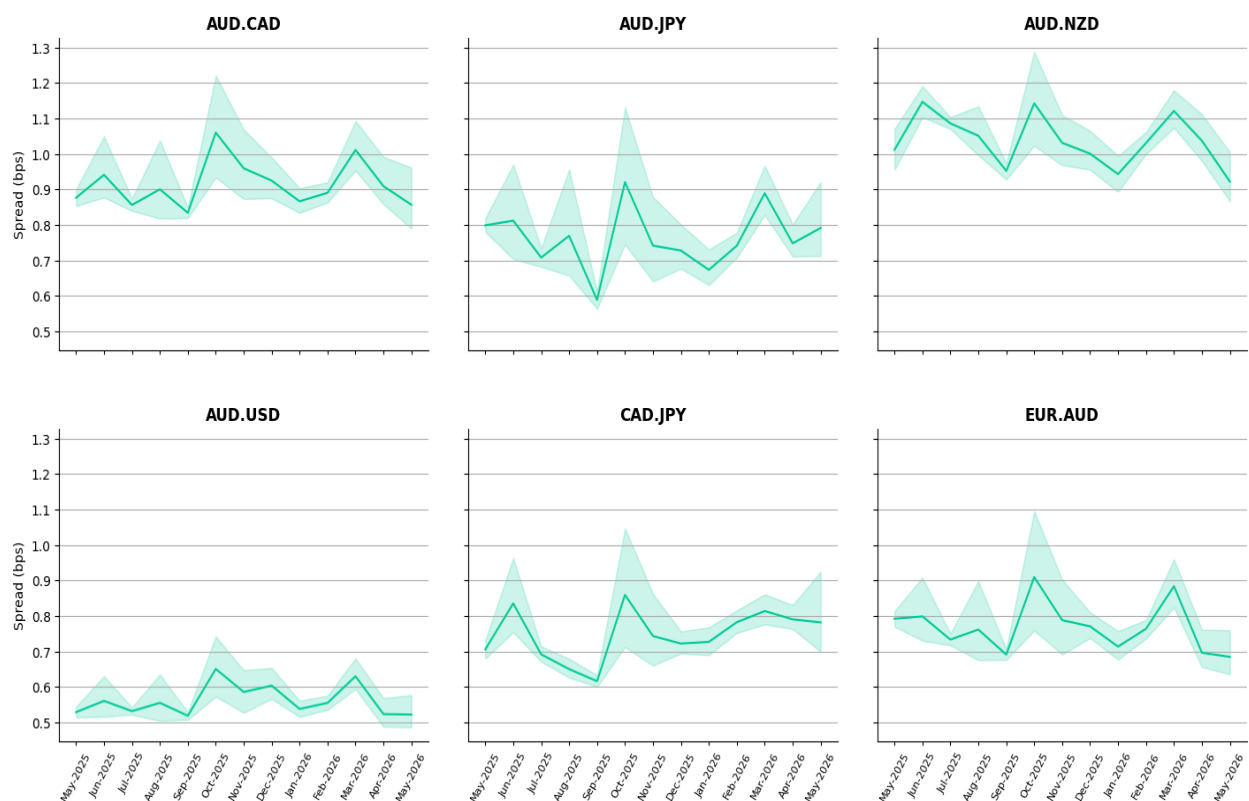 AUD.CAD
AUD.JPY
AUD.NZD
Spread (bps)
1.3
1.2
1.1
1.0
0.9
0.8
0.7
0.6
0.5
AUD.USD
CAD.JPY
EUR.AUD
Spread (bps)
1.3
1.2
1.1
1.0
0.9
0.8
0.7
0.6
0.5
May-2025
Jun-2025
Jul-2025
Aug-2025
Sep-2025
Oct-2025
Nov-2025
Dec-2025
Jan-2026
Feb-2026
Mar-2026
Apr-2026
May-2026
May-2025
Jun-2025
Jul-2025
Aug-2025
Sep-2025
Oct-2025
Nov-2025
Dec-2025
Jan-2026
Feb-2026
Mar-2026
Apr-2026
May-2026
May-2025
Jun-2025
Jul-2025
Aug-2025
Sep-2025
Oct-2025
Nov-2025
Dec-2025
Jan-2026
Feb-2026
Mar-2026
Apr-2026
May-2026